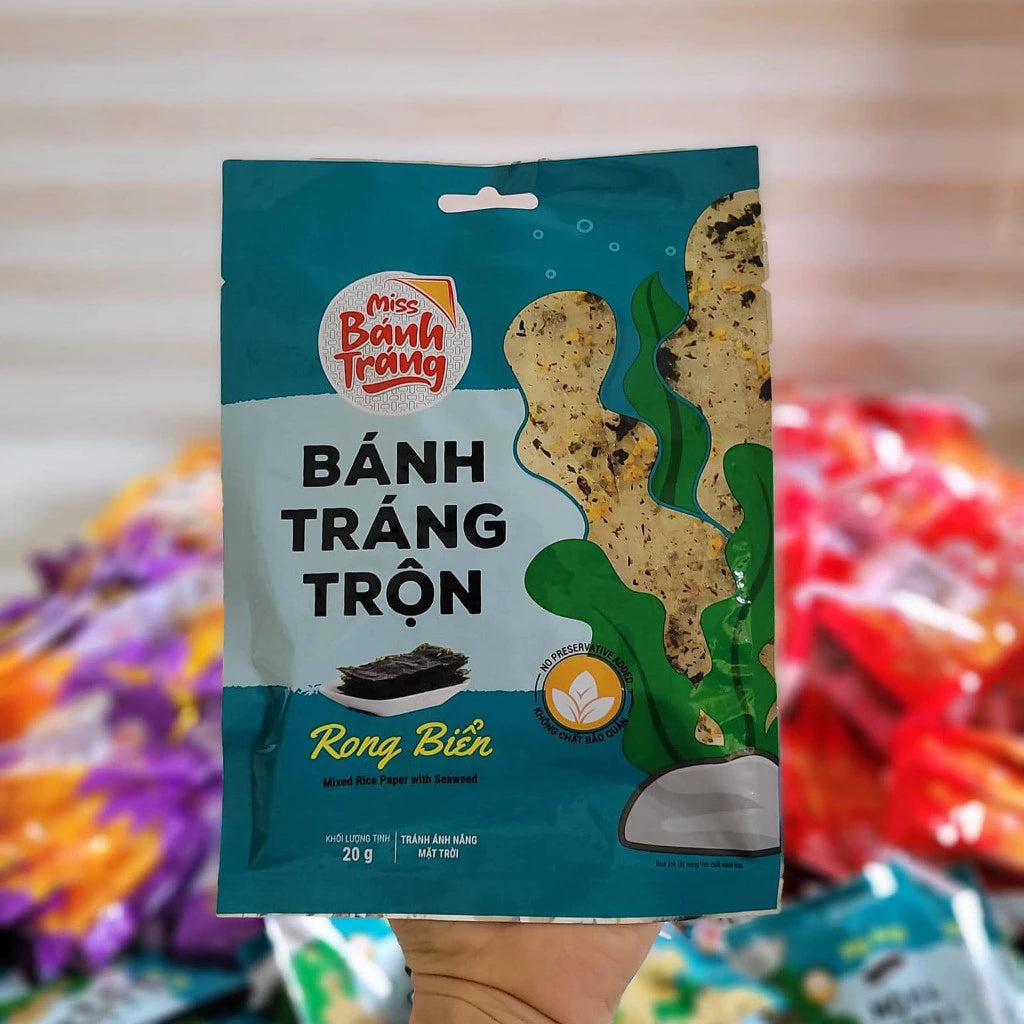 Miss
Bánh
Tráng
BÁNH
TRÁNG
TRỘN
NO PRESERVATIVE ADDED
KHÔNG CHẤT BẢO QUẢN
Rong Biển
Mixed Rice Paper with Seaweed
KHỐI LƯỢNG TỊNH
20 g
TRÁNH ÁNH NẮNG
MẶT TRỜI